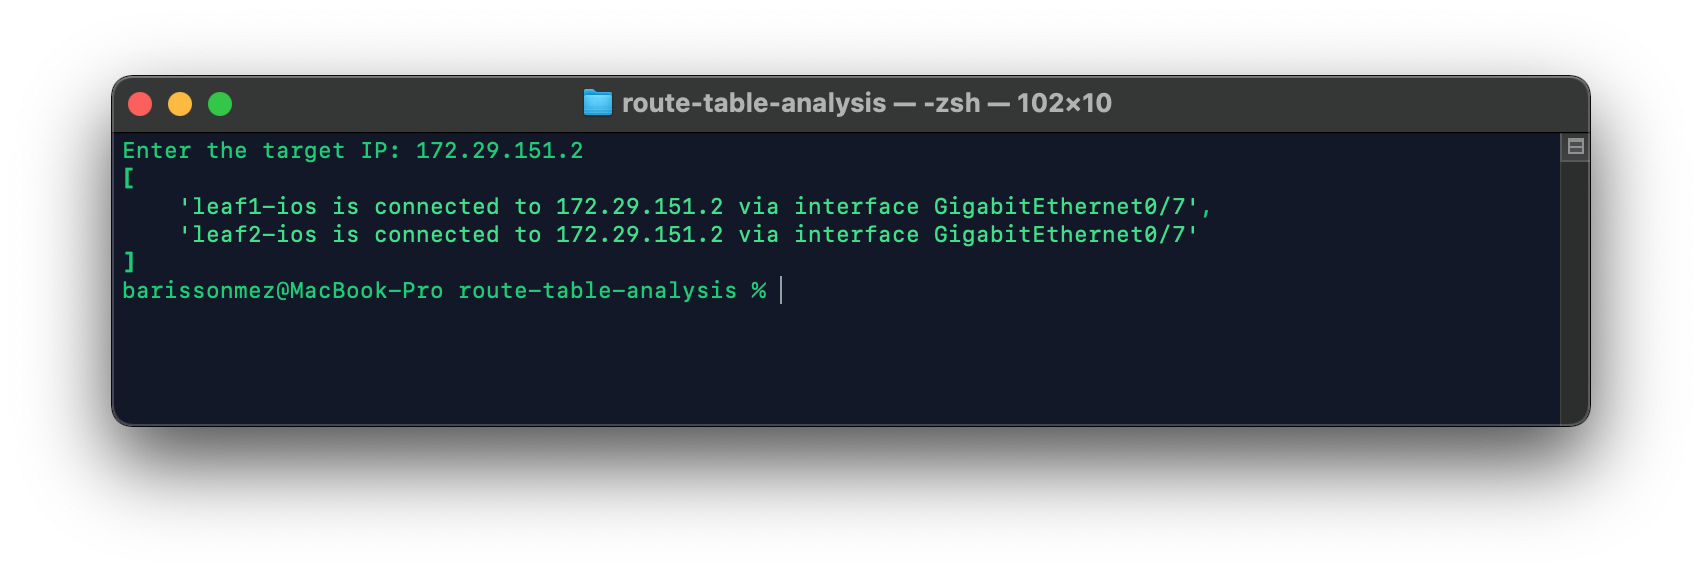 route-table-analysis — -zsh — 102×10
Enter the target IP: 172.29.151.2
[
    'leaf1-ios is connected to 172.29.151.2 via interface GigabitEthernet0/7',
    'leaf2-ios is connected to 172.29.151.2 via interface GigabitEthernet0/7'
]
barissonmez@MacBook-Pro route-table-analysis %